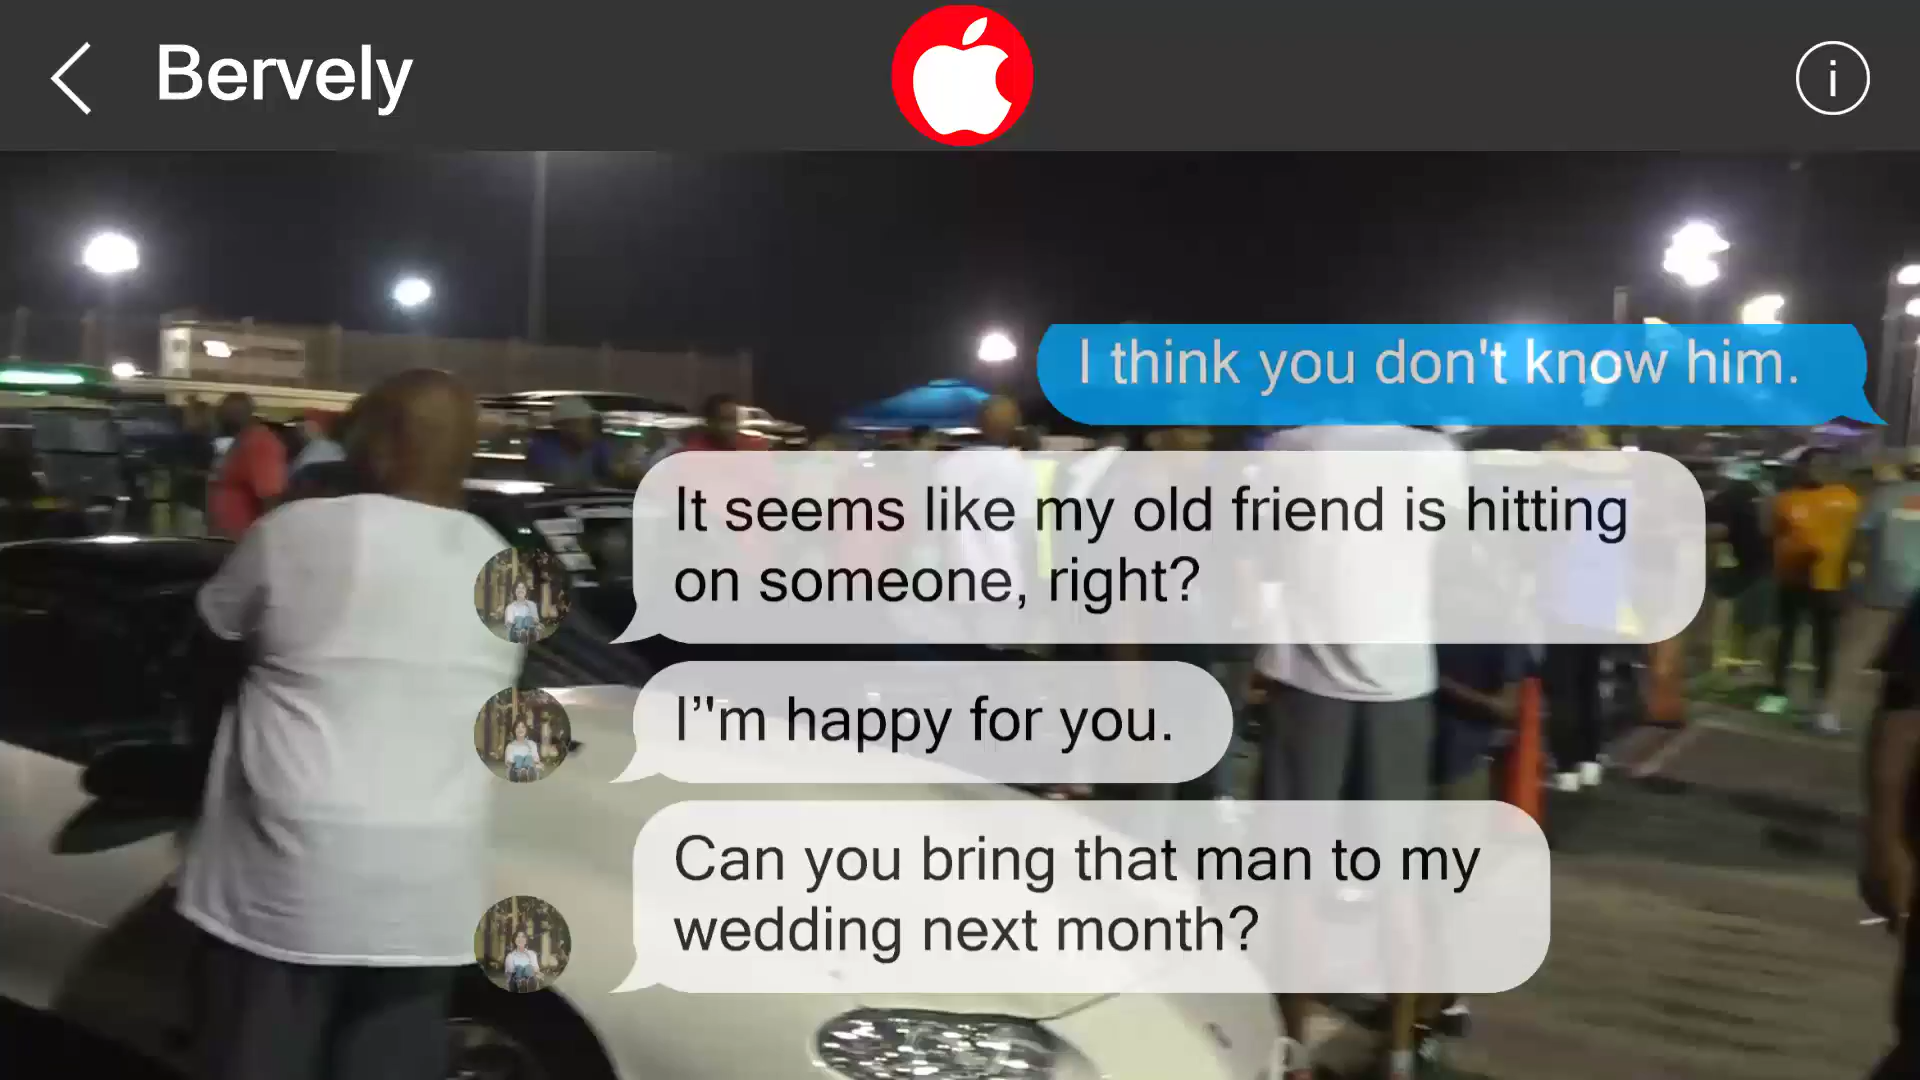 Bervely
i
I think you don't know him.
It seems like my old friend is hitting
on someone, right?
I’'m happy for you.
Can you bring that man to my
wedding next month?